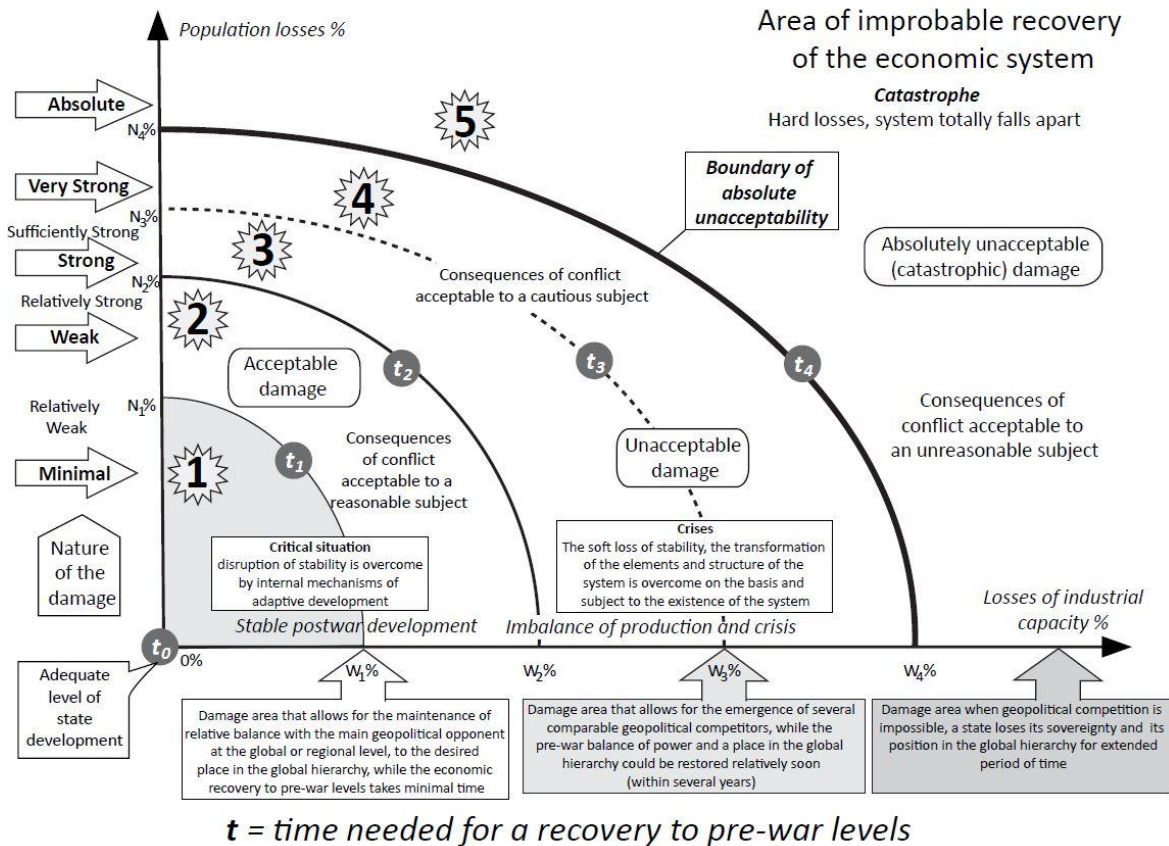 Population losses %
Area of improbable recovery
of the economic system
Catastrophe
Hard losses, system totally falls apart
Absolute
N4%
5
Very Strong
4
Boundary of
absolute
unacceptability
N3%
Sufficiently Strong
3
Strong
Absolutely unacceptable
(catastrophic) damage
N2%
Consequences of conflict
acceptable to a cautious subject
Relatively Strong
2
Weak
Acceptable
damage
t2
t3
t4
N1%
Relatively
Weak
Consequences
of conflict
acceptable to a
reasonable subject
Consequences of
conflict acceptable to
an unreasonable subject
Unacceptable
damage
t1
Minimal
1
Nature
of the
damage
Critical situation
disruption of stability is overcome
by internal mechanisms of
adaptive development
Crises
The soft loss of stability, the transformation
of the elements and structure of the
system is overcome on the basis and
subject to the existence of the system
Losses of industrial
capacity %
Stable postwar development
Imbalance of production and crisis
t0
0%
W1%
W2%
W3%
W4%
Adequate
level of
state
development
Damage area that allows for the maintenance of
relative balance with the main geopolitical opponent
at the global or regional level, to the desired
place in the global hierarchy, while the economic
recovery to pre-war levels takes minimal time
Damage area that allows for the emergence of several
comparable geopolitical competitors, while the
pre-war balance of power and a place in the global
hierarchy could be restored relatively soon
(within several years)
Damage area when geopolitical competition is
impossible, a state loses its sovereignty and its
position in the global hierarchy for extended
period of time
t = time needed for a recovery to pre-war levels